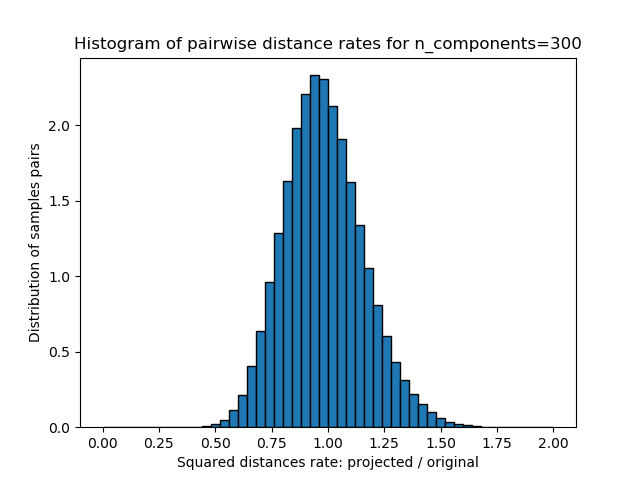 Histogram of pairwise distance rates for n_components=300
Distribution of samples pairs
2.0
1.5
1.0
0.5
0.0
0.00 0.25 0.50 0.75 1.00 1.25 1.50 1.75 2.00
Squared distances rate: projected / original